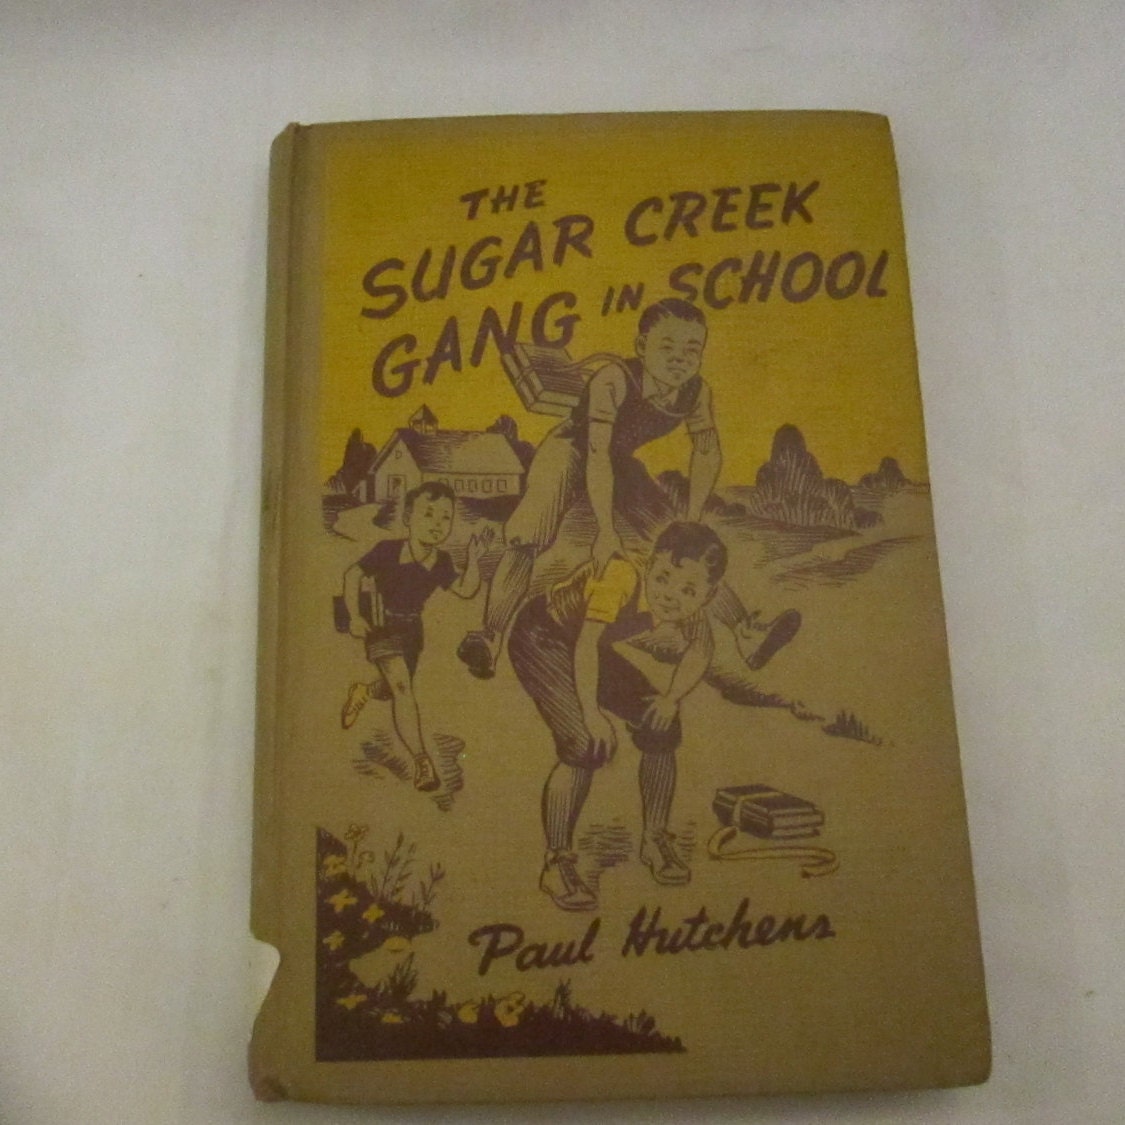 THE
SUGAR CREEK
GANG IN SCHOOL
Paul Hutchens